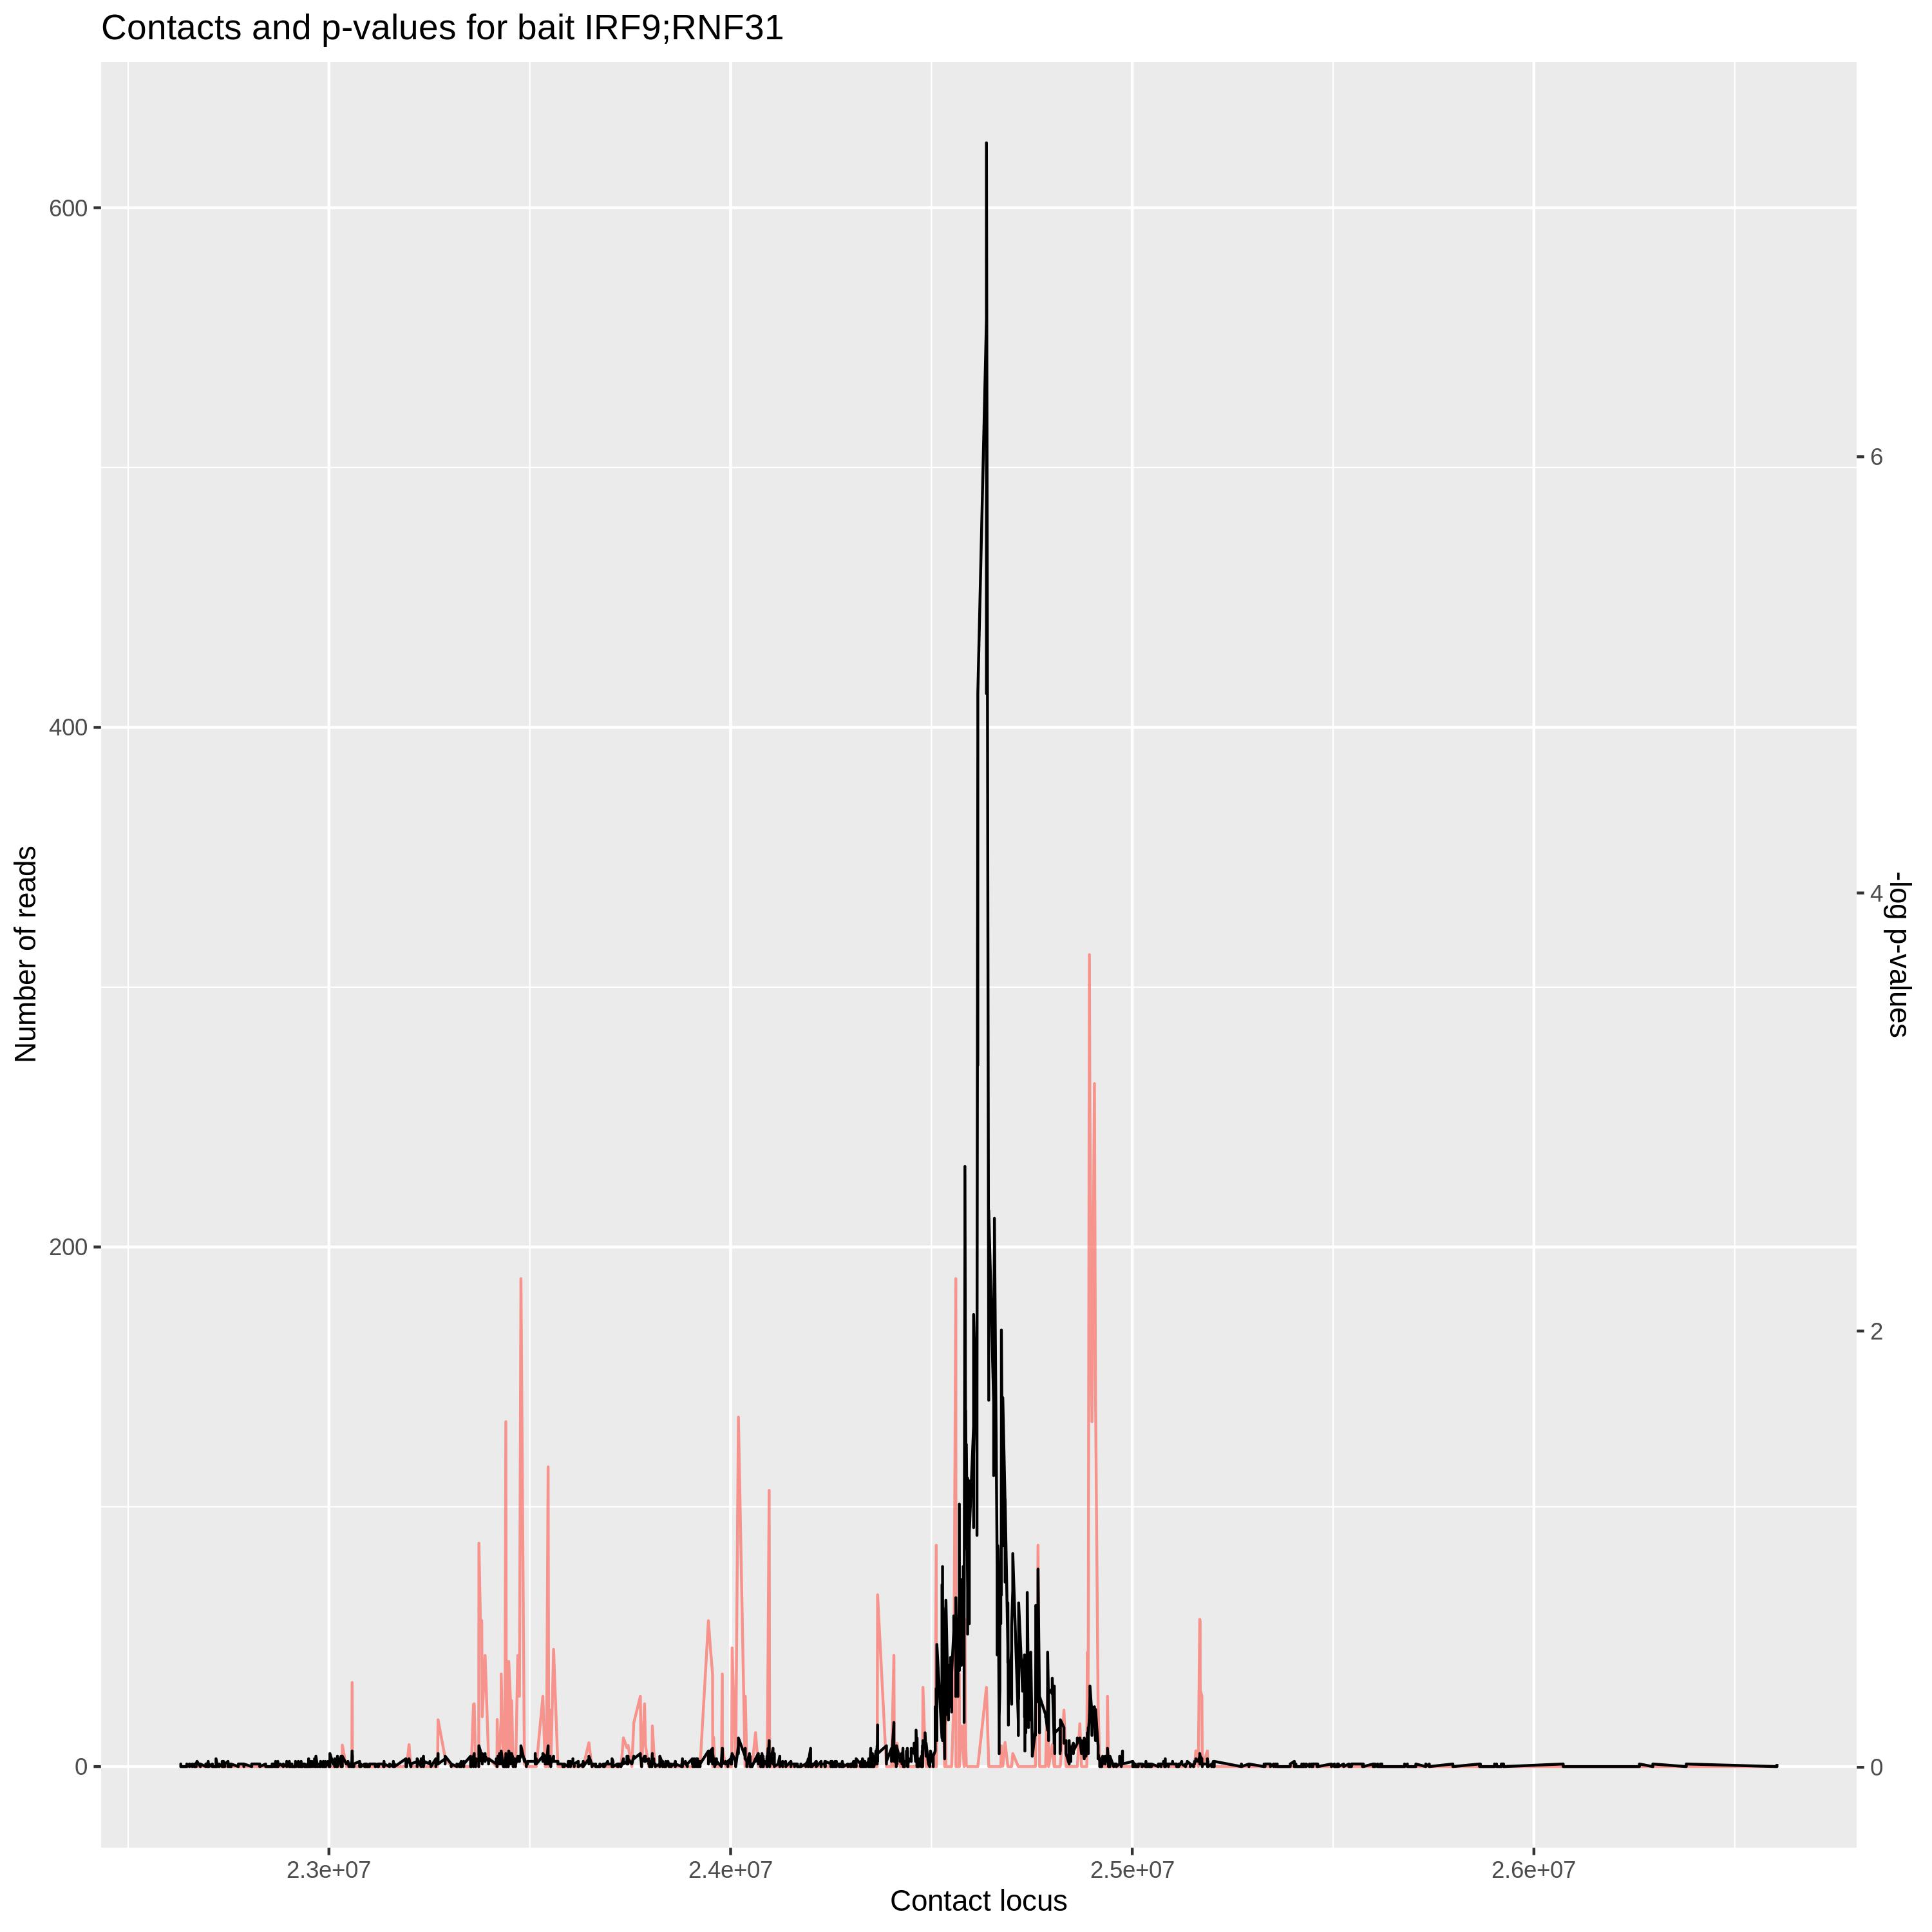 Contacts and p-values for bait IRF9;RNF31
600
400
200
0
Number of reads
6
4
2
0
-log p-values
2.3e+07
2.4e+07
2.5e+07
2.6e+07
Contact locus